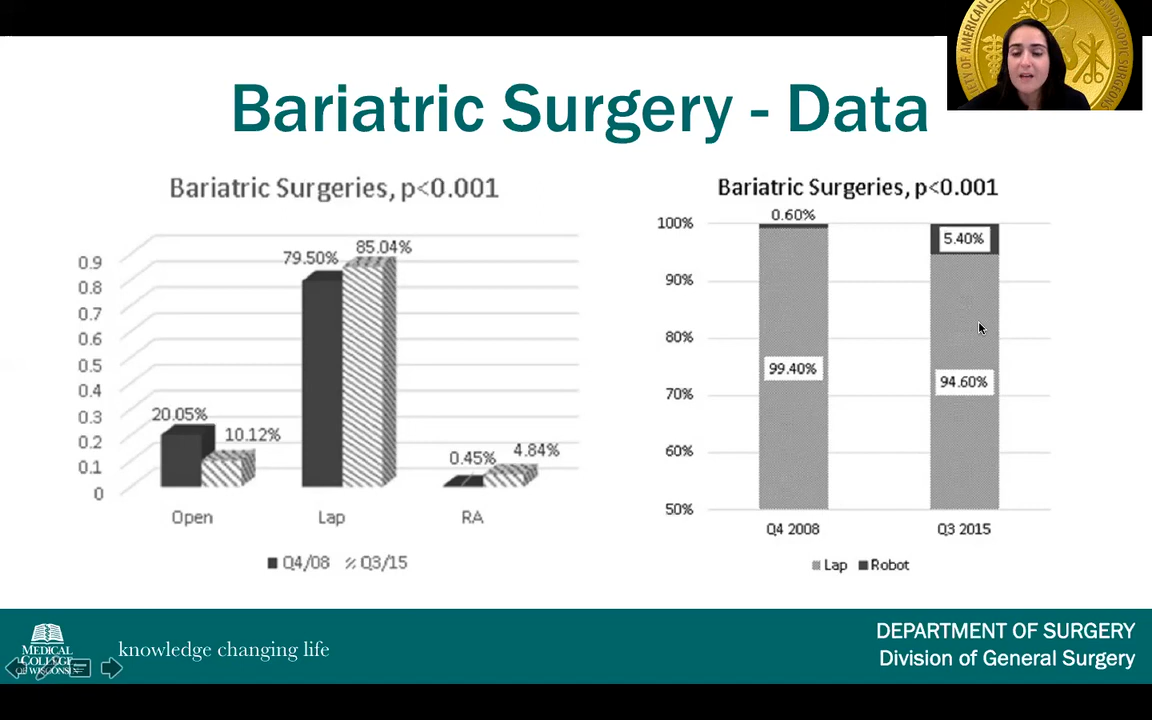 Bariatric Surgery - Data
Bariatric Surgeries, p<0.001
0.9
0.8
0.7
0.6
0.5
0.4
0.3
0.2
0.1
0
20.05%
10.12%
79.50%
85.04%
0.45%
4.84%
Open
Lap
RA
Q4/08
Q3/15
Bariatric Surgeries, p<0.001
100%
90%
80%
70%
60%
50%
0.60%
99.40%
5.40%
94.60%
Q4 2008
Q3 2015
Lap
Robot
MEDICAL
COLLEGE
OF WISCONSIN
knowledge changing life
DEPARTMENT OF SURGERY
Division of General Surgery
OF AMERICAN
ENDOSCOPIC SURGEONS